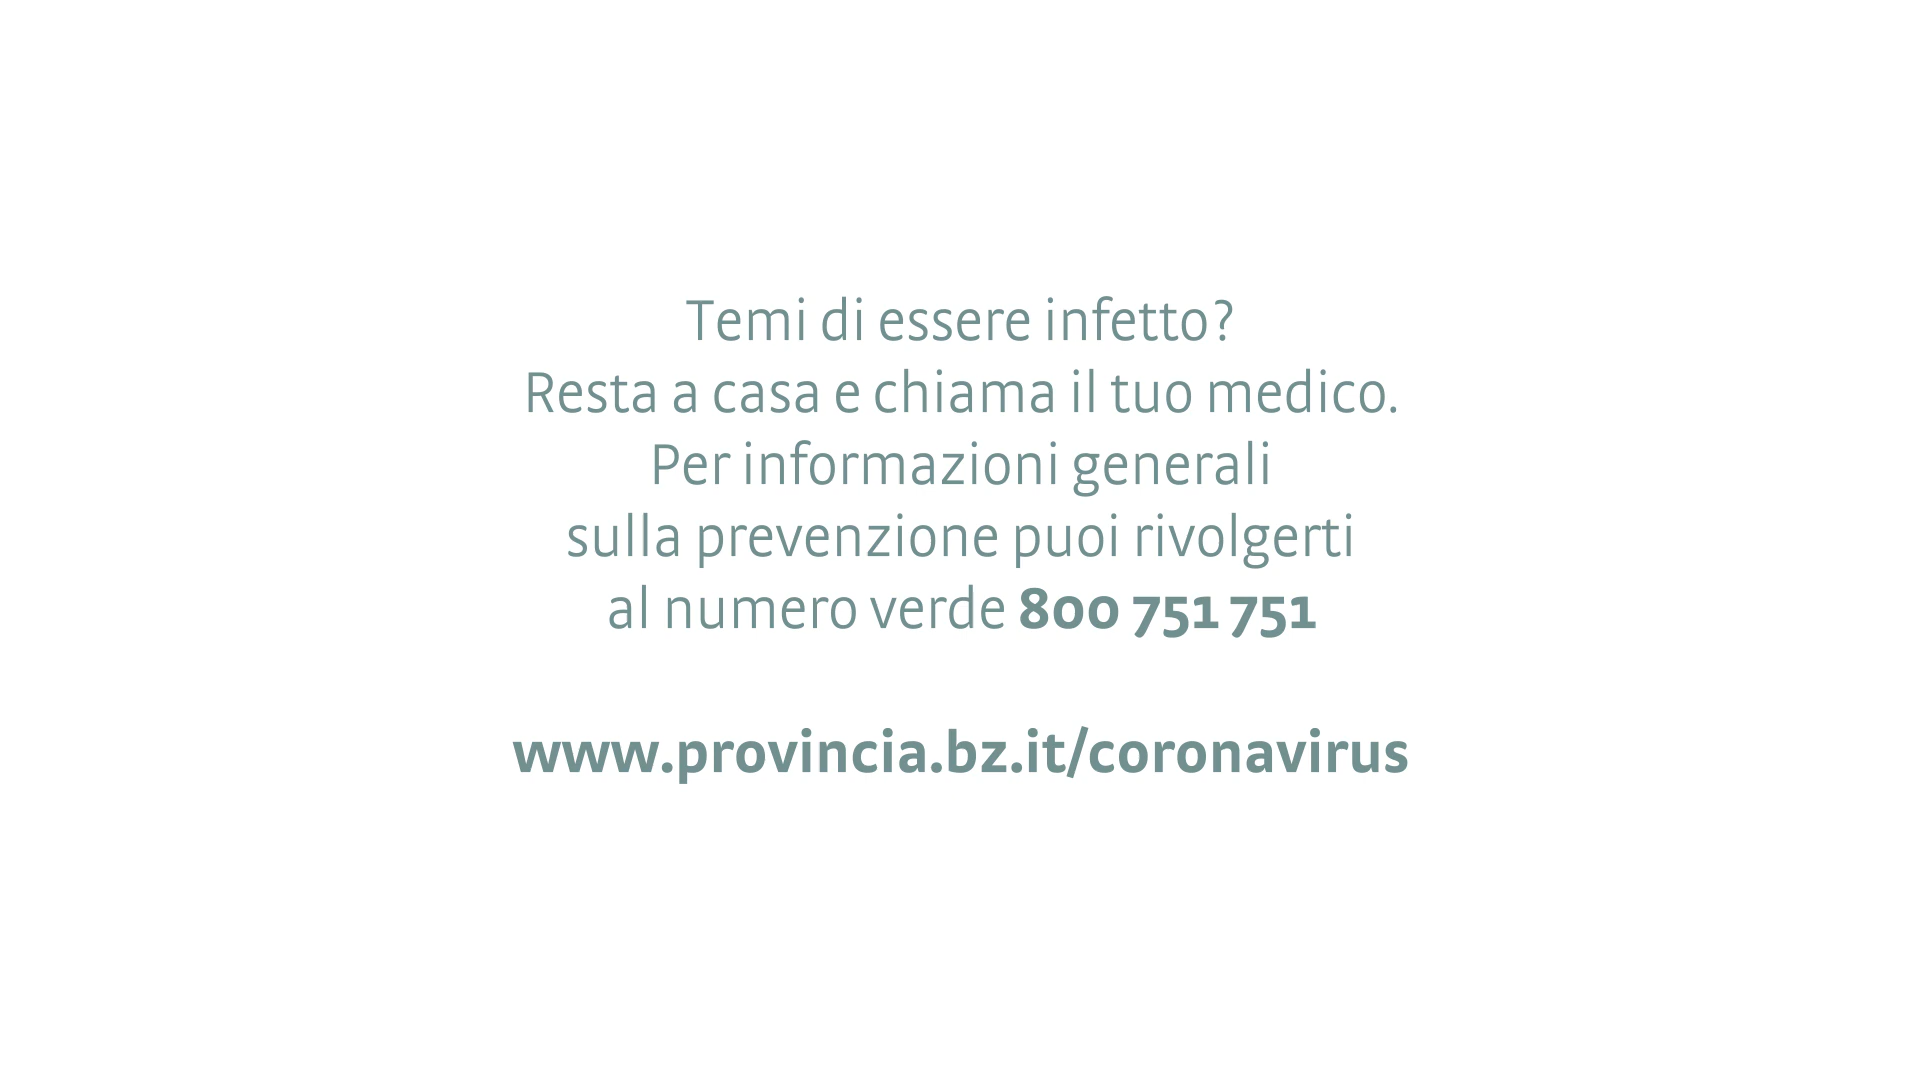 Temi di essere infetto?
Resta a casa e chiama il tuo medico.
Per informazioni generali
sulla prevenzione puoi rivolgerti
al numero verde 800 751 751
www.provincia.bz.it/coronavirus